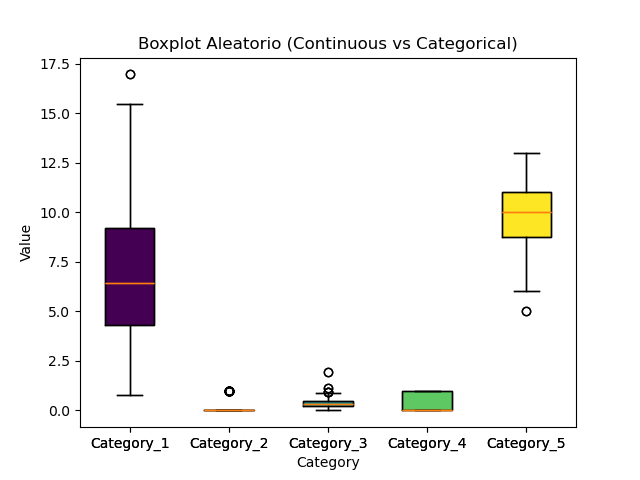 Boxplot Aleatorio (Continuous vs Categorical)
17.5
15.0
12.5
10.0
7.5
5.0
2.5
0.0
Value
Category_1 Category_2 Category_3 Category_4 Category_5
Category